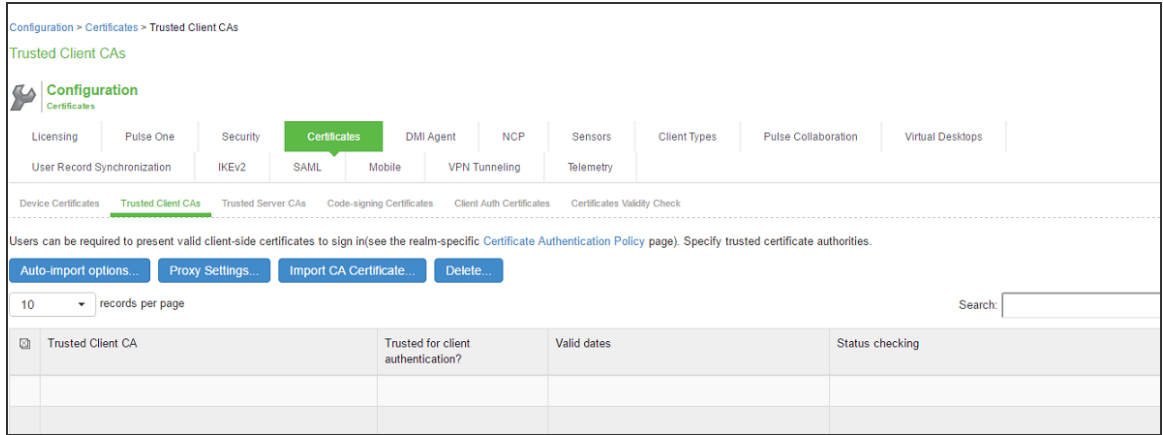 Configuration > Certificates > Trusted Client CAs
Trusted Client CAs
Configuration
Certificates
Licensing Pulse One Security Certificates DMI Agent NCP Sensors Client Types Pulse Collaboration Virtual Desktops
User Record Synchronization IKEv2 SAML Mobile VPN Tunneling Telemetry
Device Certificates Trusted Client CAs Trusted Server CAs Code-signing Certificates Client Auth Certificates Certificates Validity Check
Users can be required to present valid client-side certificates to sign in(see the realm-specific Certificate Authentication Policy page). Specify trusted certificate authorities.
Auto-import options... Proxy Settings... Import CA Certificate... Delete...
10 records per page Search:
Trusted Client CA Trusted for client Valid dates Status checking
authentication?